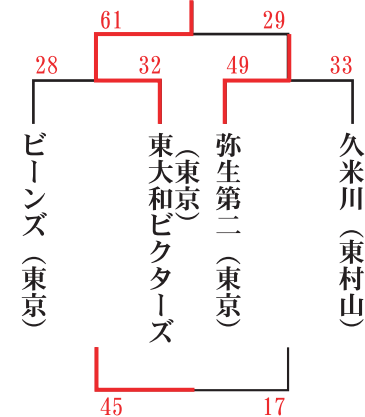 61 29
28 32 49 33
ビーンズ（東京）
東大和ビクターズ
（東京）
弥生第二（東京）
久米川（東村山）
45 17